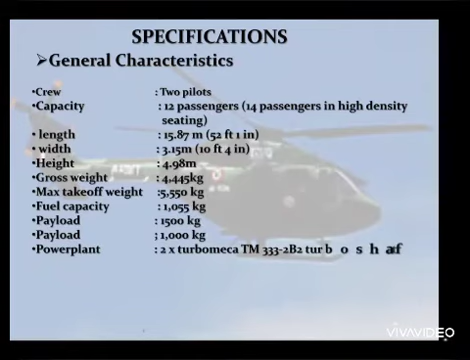 SPECIFICATIONS
➢General Characteristics
•Crew : Two pilots
•Capacity : 12 passengers (14 passengers in high density
seating)
• length : 15.87 m (52 ft 1 in)
• width : 3.15m (10 ft 4 in)
•Height : 4.98m
•Gross weight : 4,445kg
•Max takeoff weight :5,550 kg
•Fuel capacity : 1,055 kg
•Payload : 1500 kg
•Payload ; 1,000 kg
•Powerplant : 2 x turbomeca TM 333-2B2 tur b o s h af
VIVAVIDEO